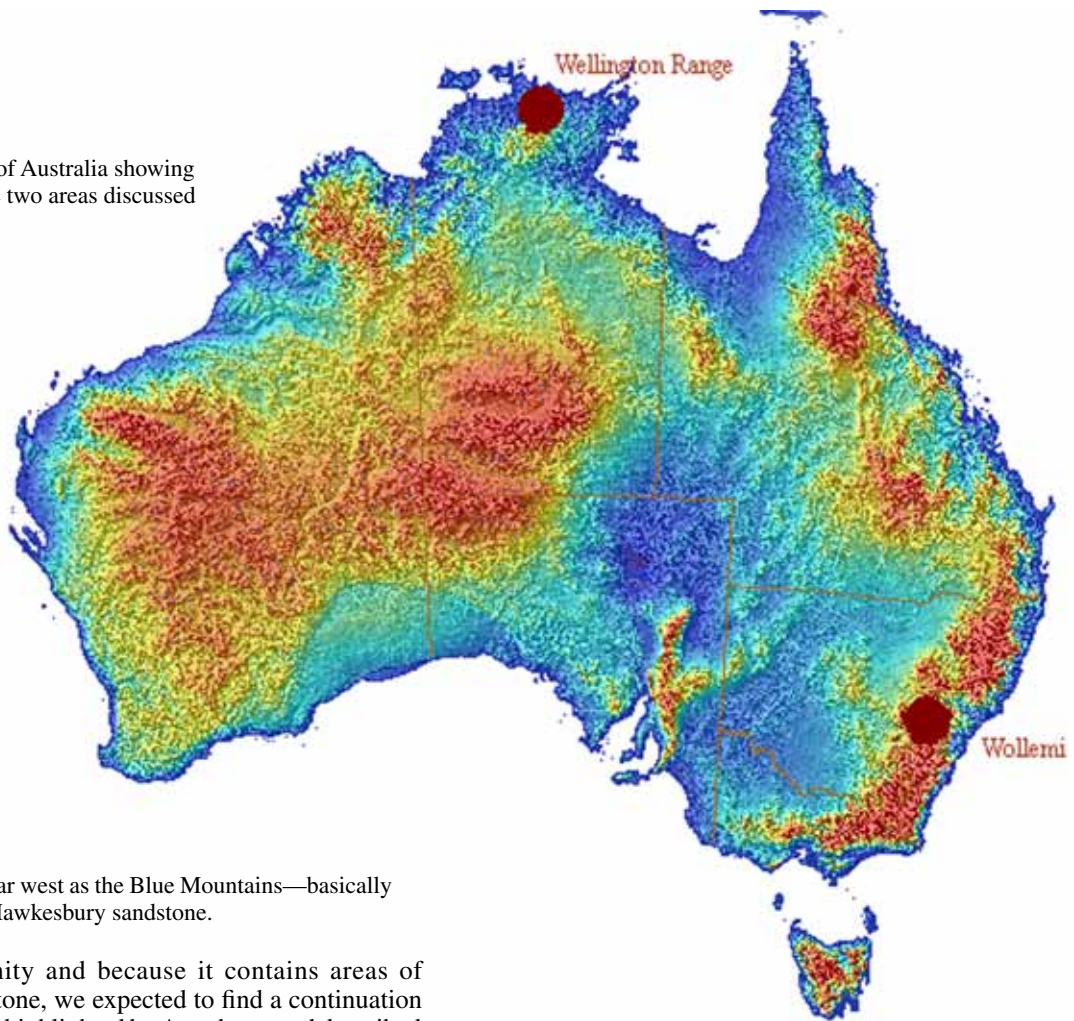 Wellington Range
of Australia showing
two areas discussed
Wollemi
ar west as the Blue Mountains—basically
Hawkesbury sandstone.
nity and because it contains areas of
tone, we expected to find a continuation